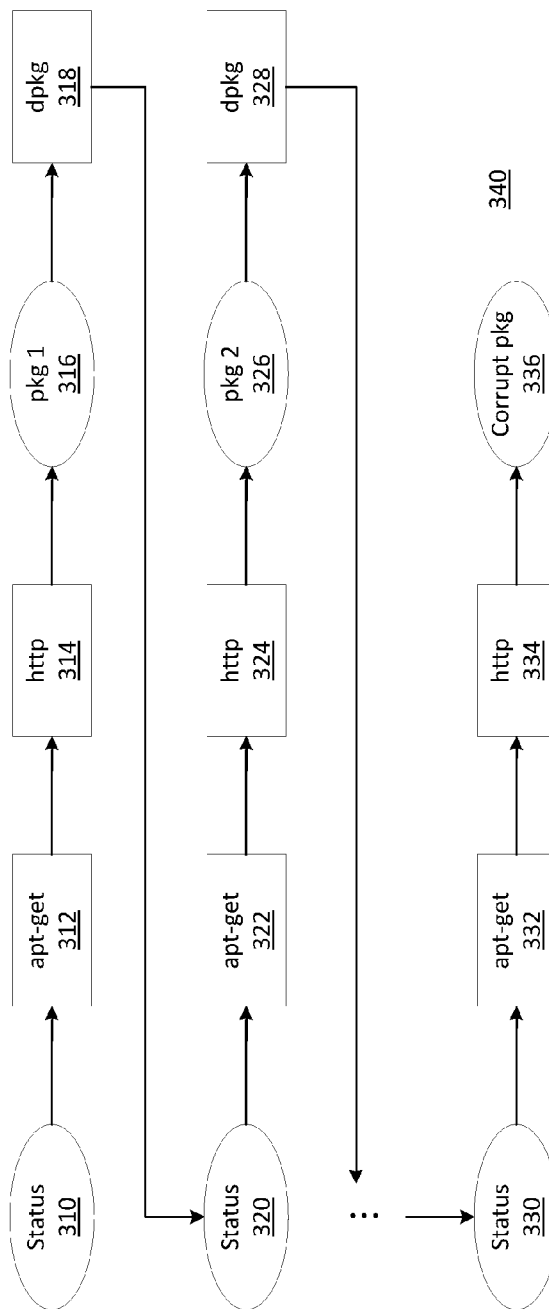 Status
310
apt-get
312
http
314
pkg 1
316
dpkg
318
Status
320
apt-get
322
http
324
pkg 2
326
dpkg
328
...
Status
330
apt-get
332
http
334
Corrupt pkg
336
340